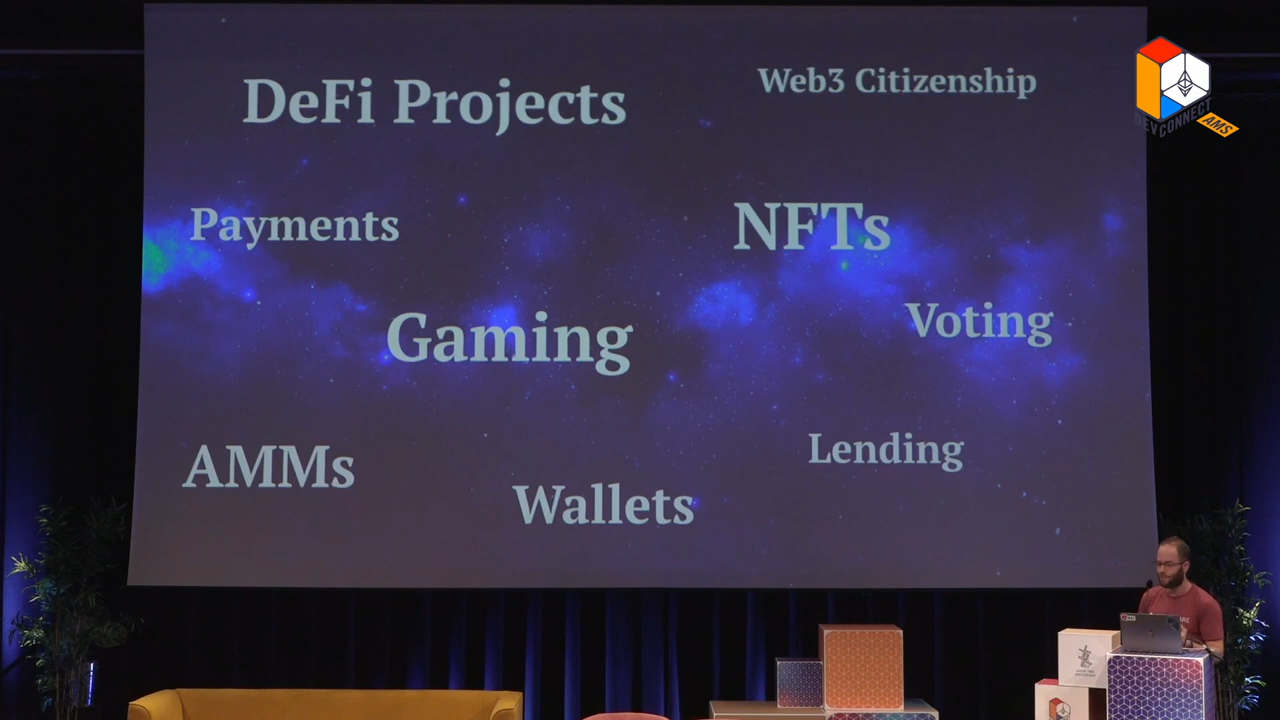 DeFi Projects
Web3 Citizenship
Payments
NFTs
Gaming
Voting
AMMs
Lending
Wallets
DEVCONNECT
AMS